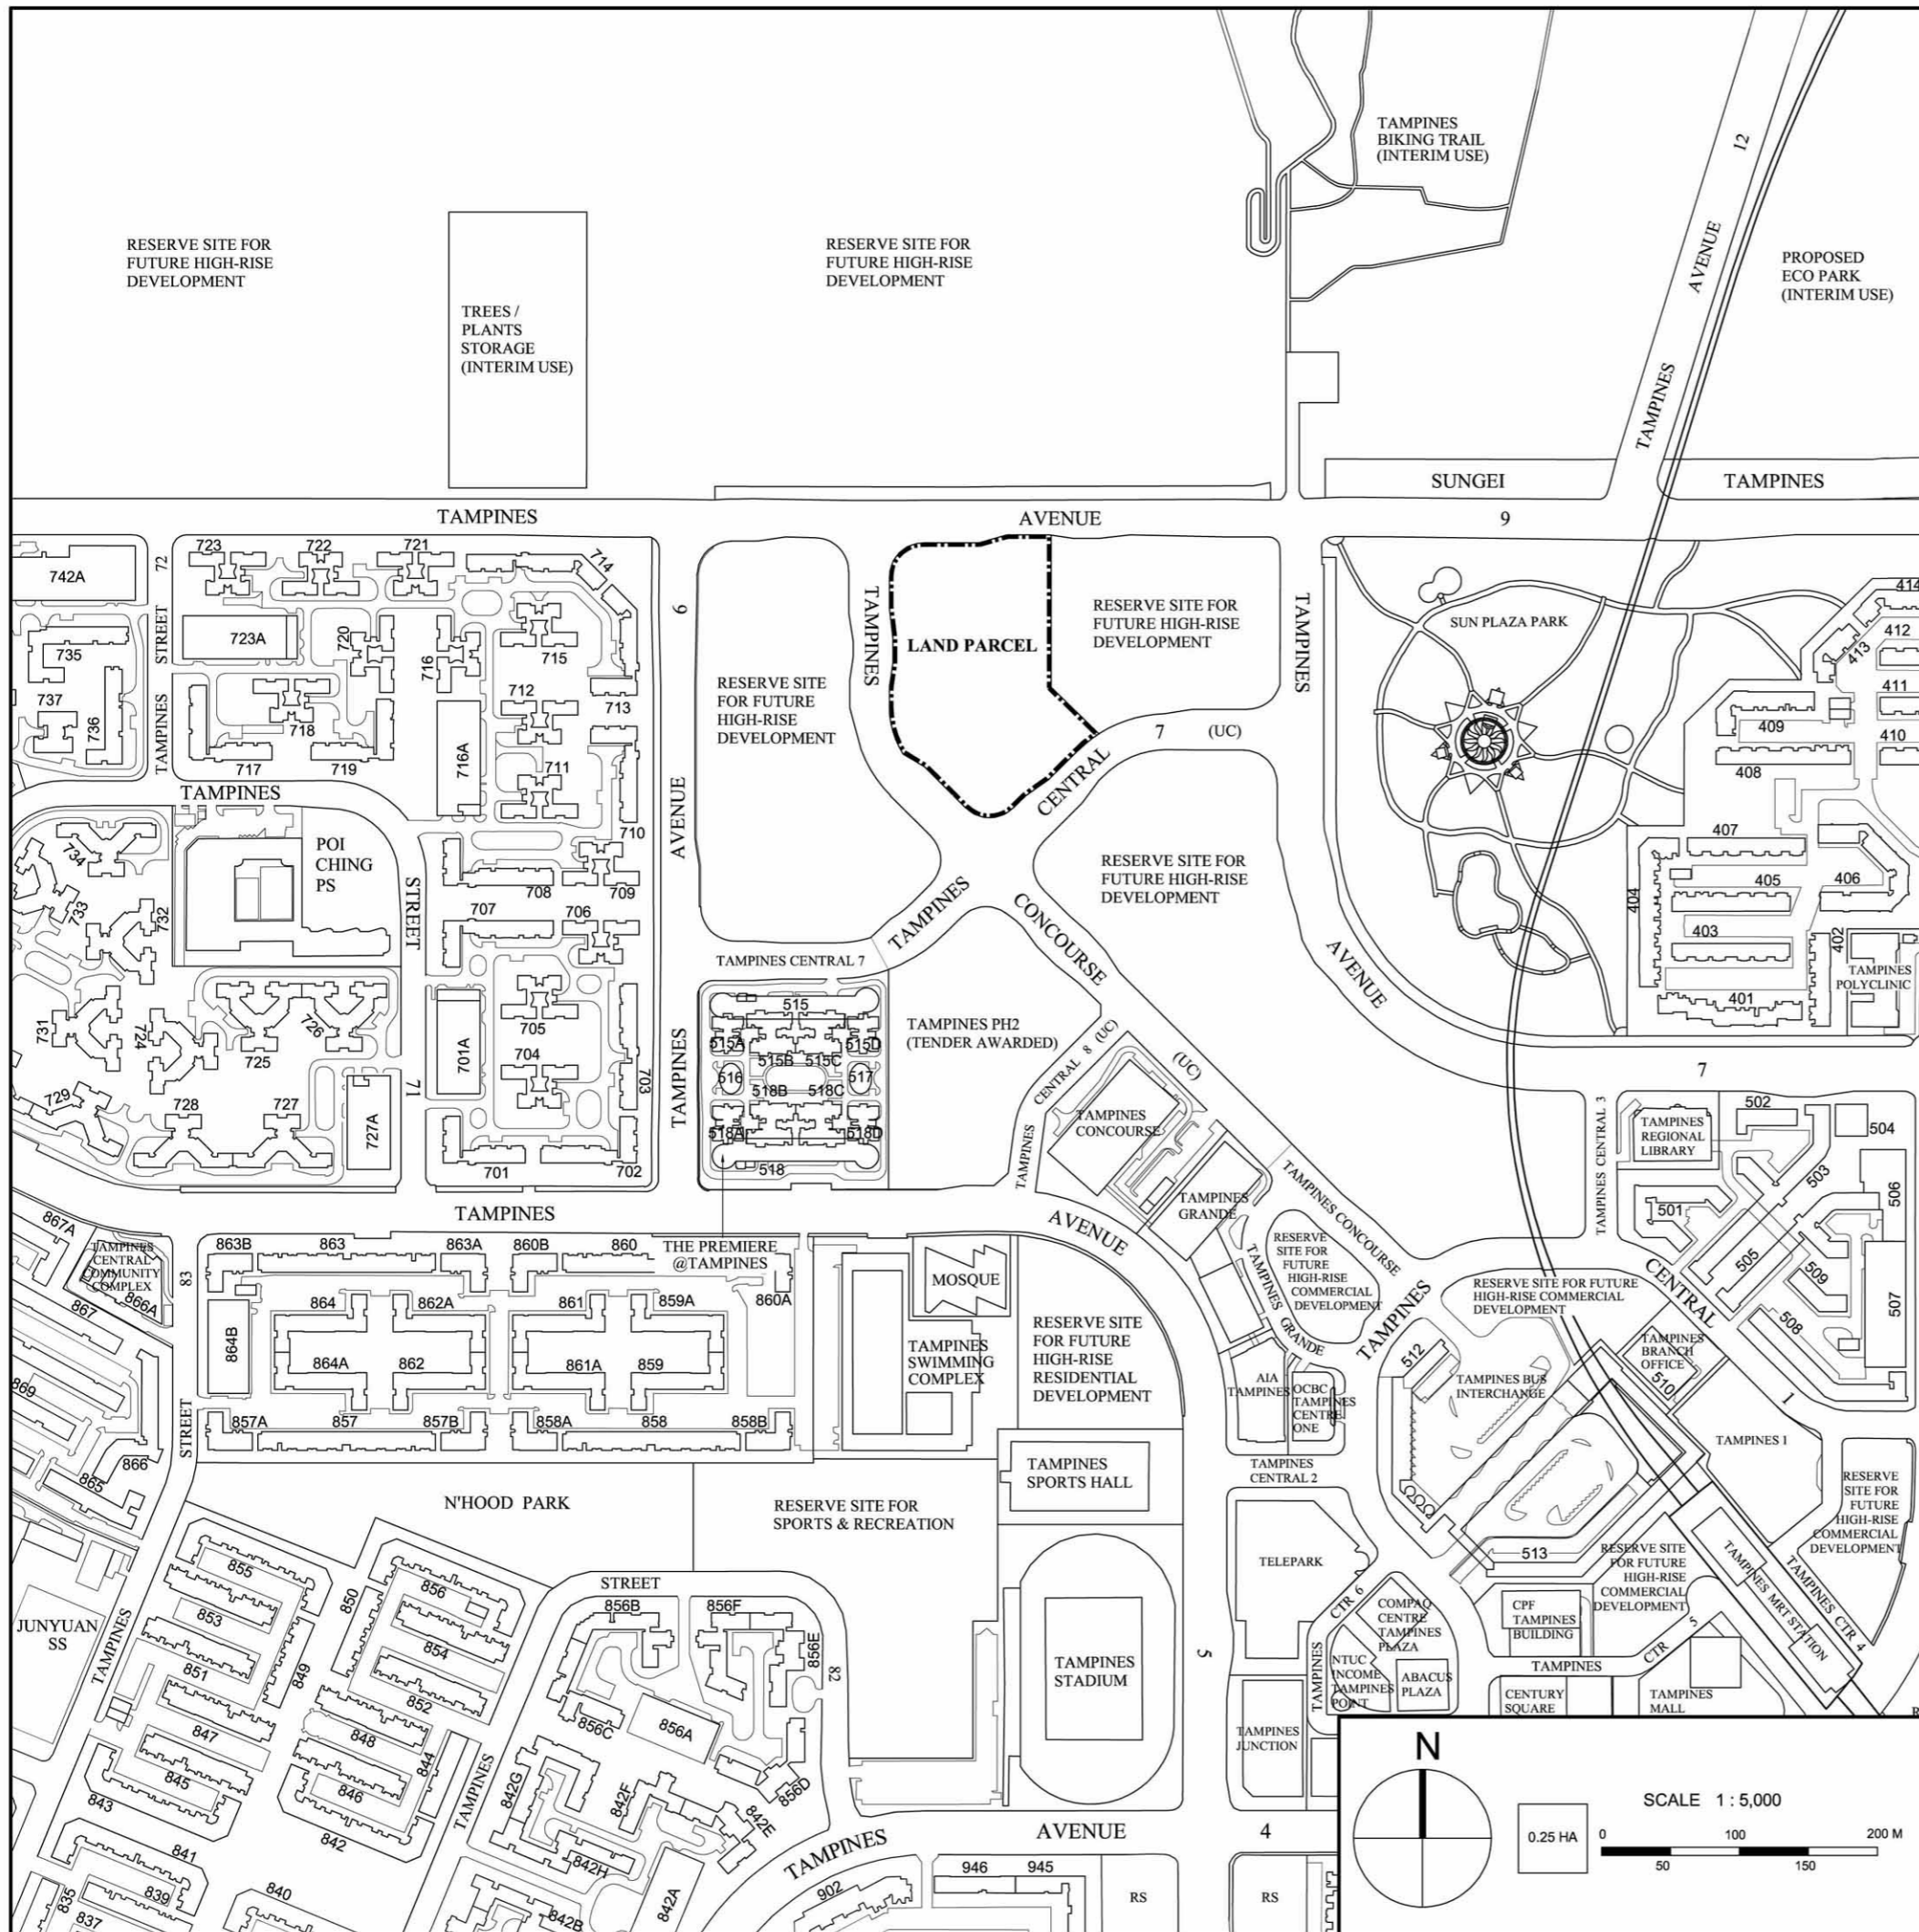 TAMPINES
BIKING TRAIL
(INTERIM USE)
12
AVENUE
TAMPINES
RESERVE SITE FOR
FUTURE HIGH-RISE
DEVELOPMENT
TREES /
PLANTS
STORAGE
(INTERIM USE)
RESERVE SITE FOR
FUTURE HIGH-RISE
DEVELOPMENT
PROPOSED
ECO PARK
(INTERIM USE)
SUNGEI
TAMPINES
TAMPINES
AVENUE
9
742A
72
STREET
TAMPINES
723
722
721
714
723A
720
716
715
735
737
736
718
712
713
717
719
716A
711
710
6
AVENUE
TAMPINES
TAMPINES
LAND PARCEL
RESERVE SITE FOR
FUTURE HIGH-RISE
DEVELOPMENT
TAMPINES
SUN PLAZA PARK
414
412
413
411
409
410
408
RESERVE SITE
FOR FUTURE
HIGH-RISE
DEVELOPMENT
CENTRAL
7
(UC)
TAMPINES
734
733
732
POI
CHING
PS
STREET
71
708
709
707
706
RESERVE SITE FOR
FUTURE HIGH-RISE
DEVELOPMENT
407
405
406
404
403
402
401
TAMPINES
POLYCLINIC
TAMPINES
CONCOURSE
(UC)
AVENUE
7
TAMPINES CENTRAL 7
731
724
725
726
705
701A
704
703
729
728
727
727A
701
702
515
515A
515D
515B
515C
516
517
518B
518C
518A
518D
518
TAMPINES PH2
(TENDER AWARDED)
TAMPINES
CENTRAL
8
(UC)
TAMPINES
CONCOURSE
TAMPINES
GRANDE
TAMPINES CONCOURSE
TAMPINES CENTRAL 3
TAMPINES
REGIONAL
LIBRARY
502
504
503
501
506
505
509
507
508
TAMPINES
AVENUE
5
867A
TAMPINES
CENTRAL
COMMUNITY
COMPLEX
866A
867
83
STREET
TAMPINES
863B
863
863A
860B
860
THE PREMIERE
@TAMPINES
860A
864
862A
861
859A
864B
864A
862
861A
859
857A
857
857B
858A
858
858B
MOSQUE
TAMPINES
SWIMMING
COMPLEX
RESERVE SITE
FOR FUTURE
HIGH-RISE
RESIDENTIAL
DEVELOPMENT
RESERVE
SITE FOR
FUTURE
HIGH-RISE
COMMERCIAL
DEVELOPMENT
TAMPINES
GRANDE
TAMPINES
CENTRAL
1
RESERVE SITE FOR FUTURE
HIGH-RISE COMMERCIAL
DEVELOPMENT
TAMPINES
BRANCH
OFFICE
510
512
TAMPINES BUS
INTERCHANGE
AIA
TAMPINES
OCBC
TAMPINES
CENTRE
ONE
TAMPINES
CENTRAL 2
TAMPINES 1
RESERVE
SITE FOR
FUTURE
HIGH-RISE
COMMERCIAL
DEVELOPMENT
869
866
865
N'HOOD PARK
RESERVE SITE FOR
SPORTS & RECREATION
TAMPINES
SPORTS HALL
TELEPARK
513
RESERVE SITE
FOR FUTURE
HIGH-RISE
COMMERCIAL
DEVELOPMENT
TAMPINES MRT STATION
TAMPINES CTR 4
JUNYUAN
SS
855
853
850
856
854
851
849
852
847
848
845
846
844
843
842
841
839
835
837
840
STREET
82
TAMPINES
856B
856F
856E
856C
856A
856D
842G
842F
842E
842H
842B
842A
TAMPINES
STADIUM
TAMPINES
CTR 6
COMPAQ
CENTRE
TAMPINES
PLAZA
NTUC
INCOME
TAMPINES
POINT
ABACUS
PLAZA
CPF
TAMPINES
BUILDING
TAMPINES
CTR
5
CENTURY
SQUARE
TAMPINES
MALL
TAMPINES
JUNCTION
TAMPINES
AVENUE
4
902
946
945
RS
RS
N
SCALE 1 : 5,000
0.25 HA
0
100
200 M
50
150